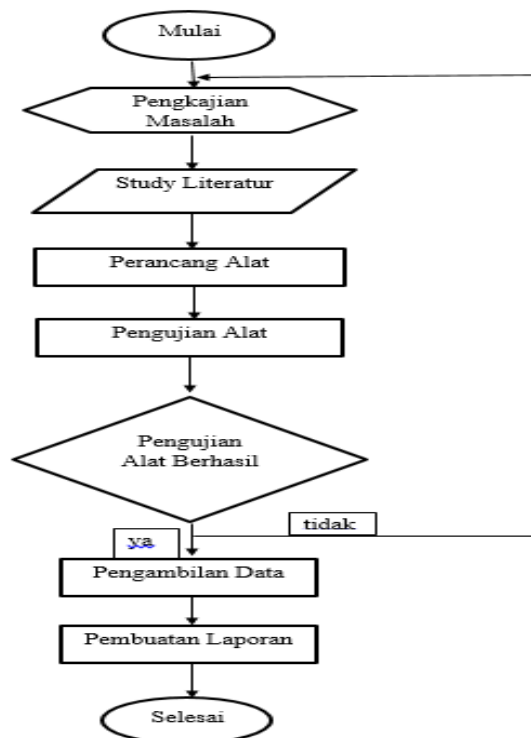 Mulai
Pengkajian
Masalah
Study Literatur
Perancang Alat
Pengujian Alat
Pengujian
Alat Berhasil
tidak
ya
Pengambilan Data
Pembuatan Laporan
Selesai